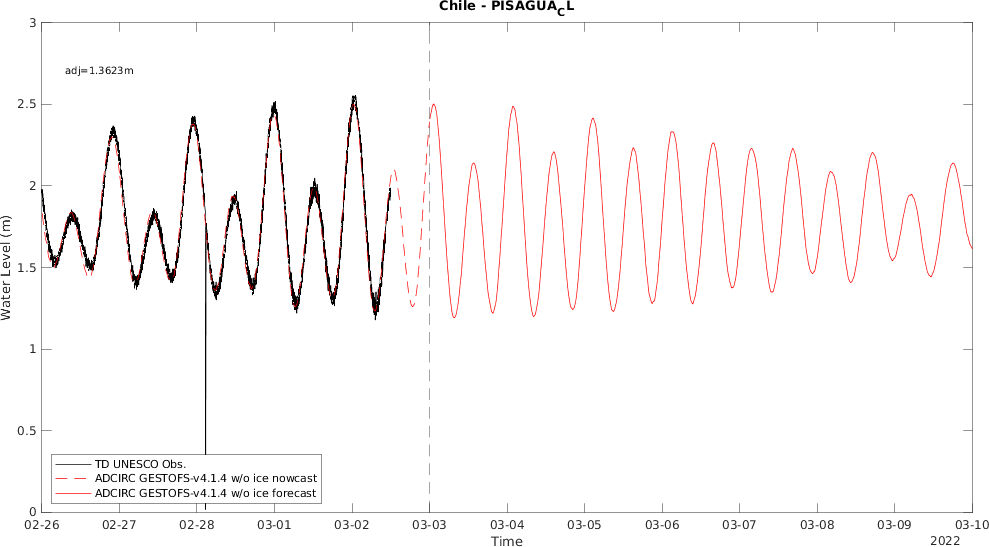 Chile - PISAGUA_CL
3
adj=1.3623m
2.5
2
1.5
1
0.5
0
Water Level (m)
TD UNESCO Obs.
ADCIRC GESTOFS-v4.1.4 w/o ice nowcast
ADCIRC GESTOFS-v4.1.4 w/o ice forecast
02-26 02-27 02-28 03-01 03-02 03-03 03-04 03-05 03-06 03-07 03-08 03-09 03-10
Time
2022